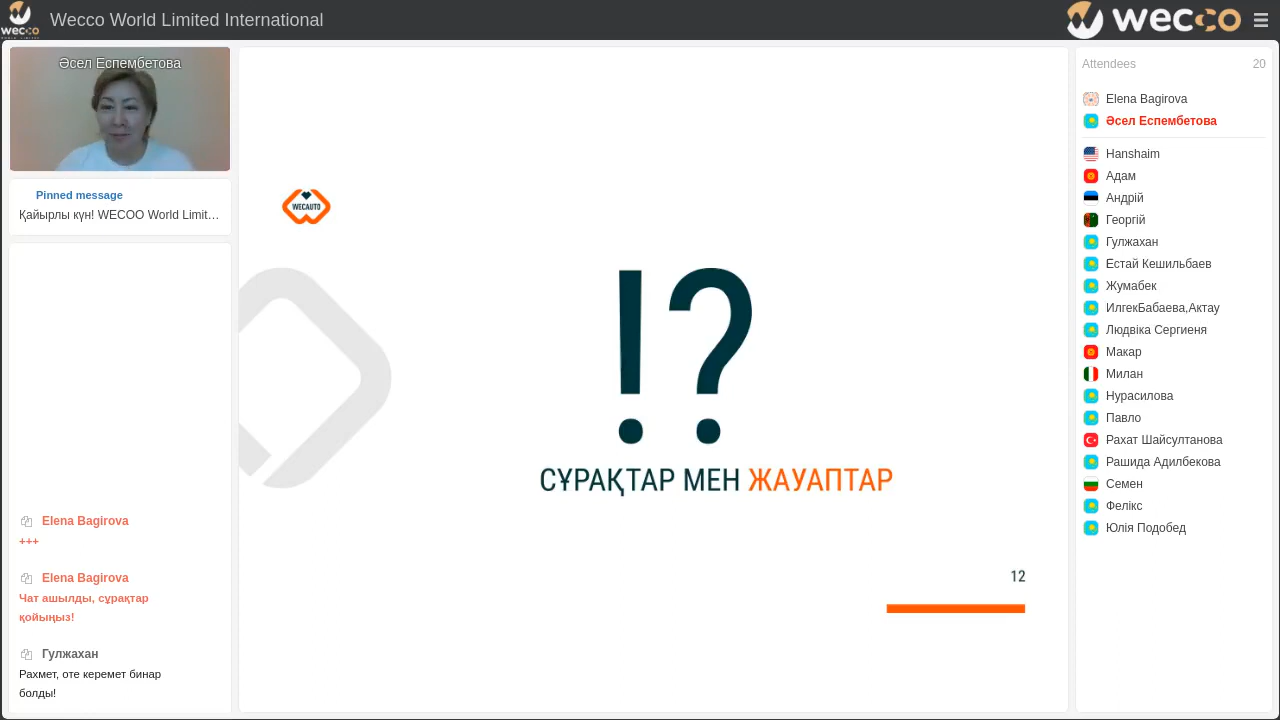 wecco
WORLD LIMITED
Wecco World Limited International
wecco
Әсел Еспембетова
Pinned message
Қайырлы күн! WECOO World Limit…
Elena Bagirova
+++
Elena Bagirova
Чат ашылды, сұрақтар
қойыңыз!
Гулжахан
Рахмет, оте керемет бинар
болды!
WECAUTO
!?
СҰРАҚТАР МЕН ЖАУАПТАР
12
Attendees 20
Elena Bagirova
Әсел Еспембетова
Hanshaim
Адам
Андрій
Георгій
Гулжахан
Естай Кешильбаев
Жумабек
ИлгекБабаева,Актау
Людвіка Сергиеня
Макар
Милан
Нурасилова
Павло
Рахат Шайсултанова
Рашида Адилбекова
Семен
Фелікс
Юлія Подобед